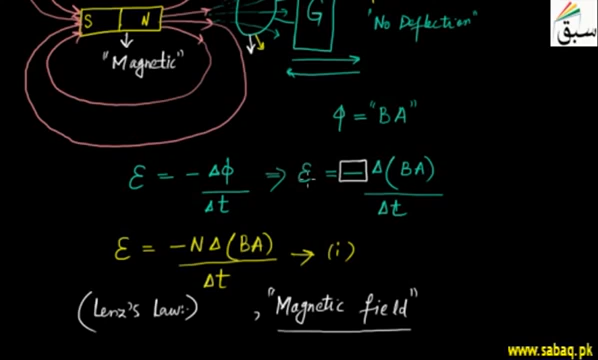 S N
G
"No Deflection"
سبق
"Magnetic"
ϕ = "BA"
ℰ = - Δϕ/Δt ⇒ ℰ = - Δ(BA)/Δt
ℰ = -NΔ(BA)/Δt → (i)
(Lenz's Law:·) , "Magnetic field"
www.sabaq.pk